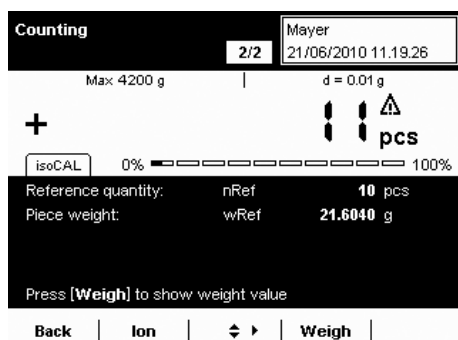 Counting
Mayer
2/2
21/06/2010 11.19.26
Max 4200 g
d = 0.01 g
+
11
pcs
isoCAL
0%
100%
Reference quantity: nRef 10 pcs
Piece weight: wRef 21.6040 g
Press [Weigh] to show weight value
Back Ion Weigh